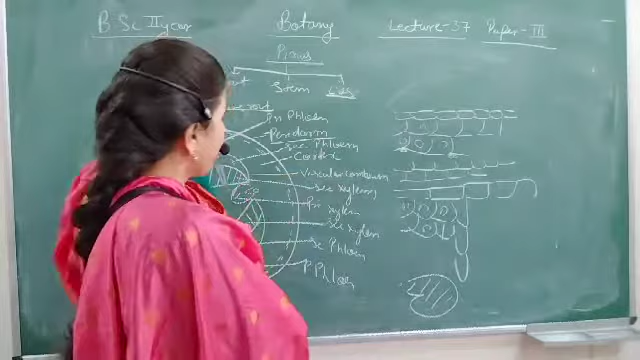 B.Sc II year
Botany
Lecture-37
Paper-III
Pinus
Stem
Pri Phloem
Periderm
Sec Phloem
Cortex
Vascular cambium
Sec xylem
Pri xylem
Sec xylem
Sc Phloem
P Phloem